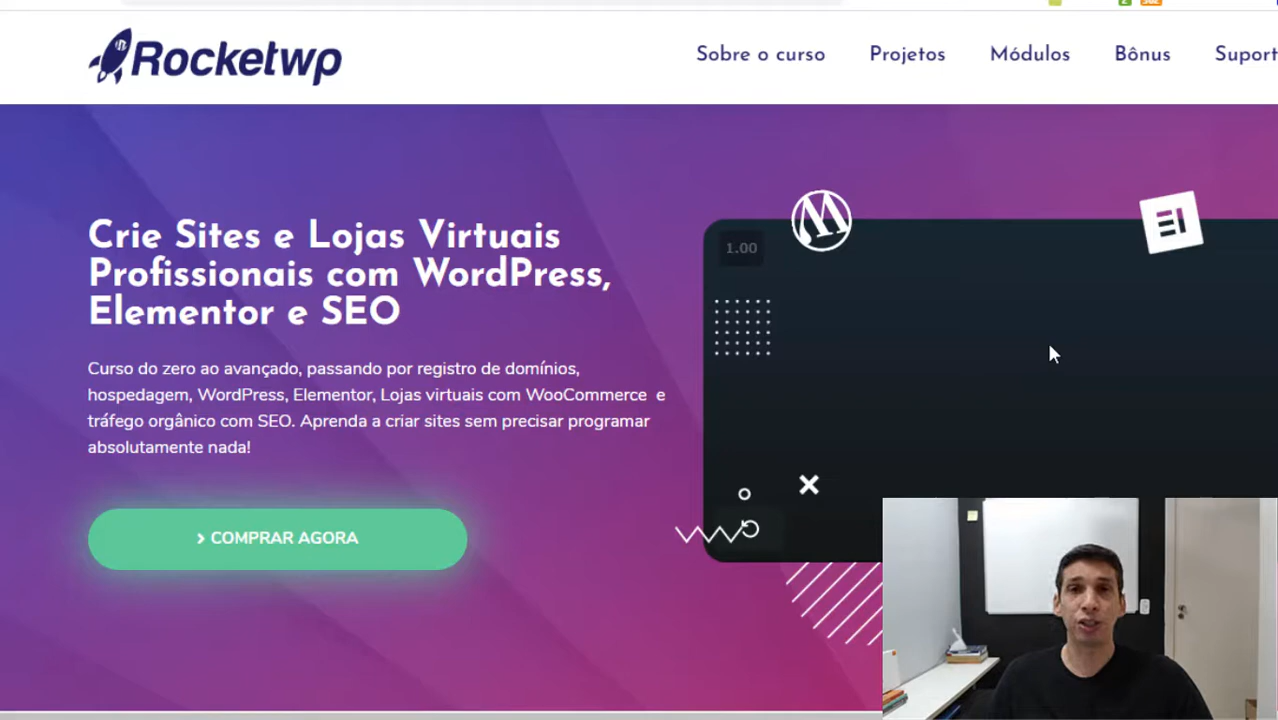 Rocketwp
Sobre o curso Projetos Módulos Bônus Suport
Crie Sites e Lojas Virtuais
Profissionais com WordPress,
Elementor e SEO
1.00
Curso do zero ao avançado, passando por registro de domínios,
hospedagem, WordPress, Elementor, Lojas virtuais com WooCommerce e
tráfego orgânico com SEO. Aprenda a criar sites sem precisar programar
absolutamente nada!
COMPRAR AGORA